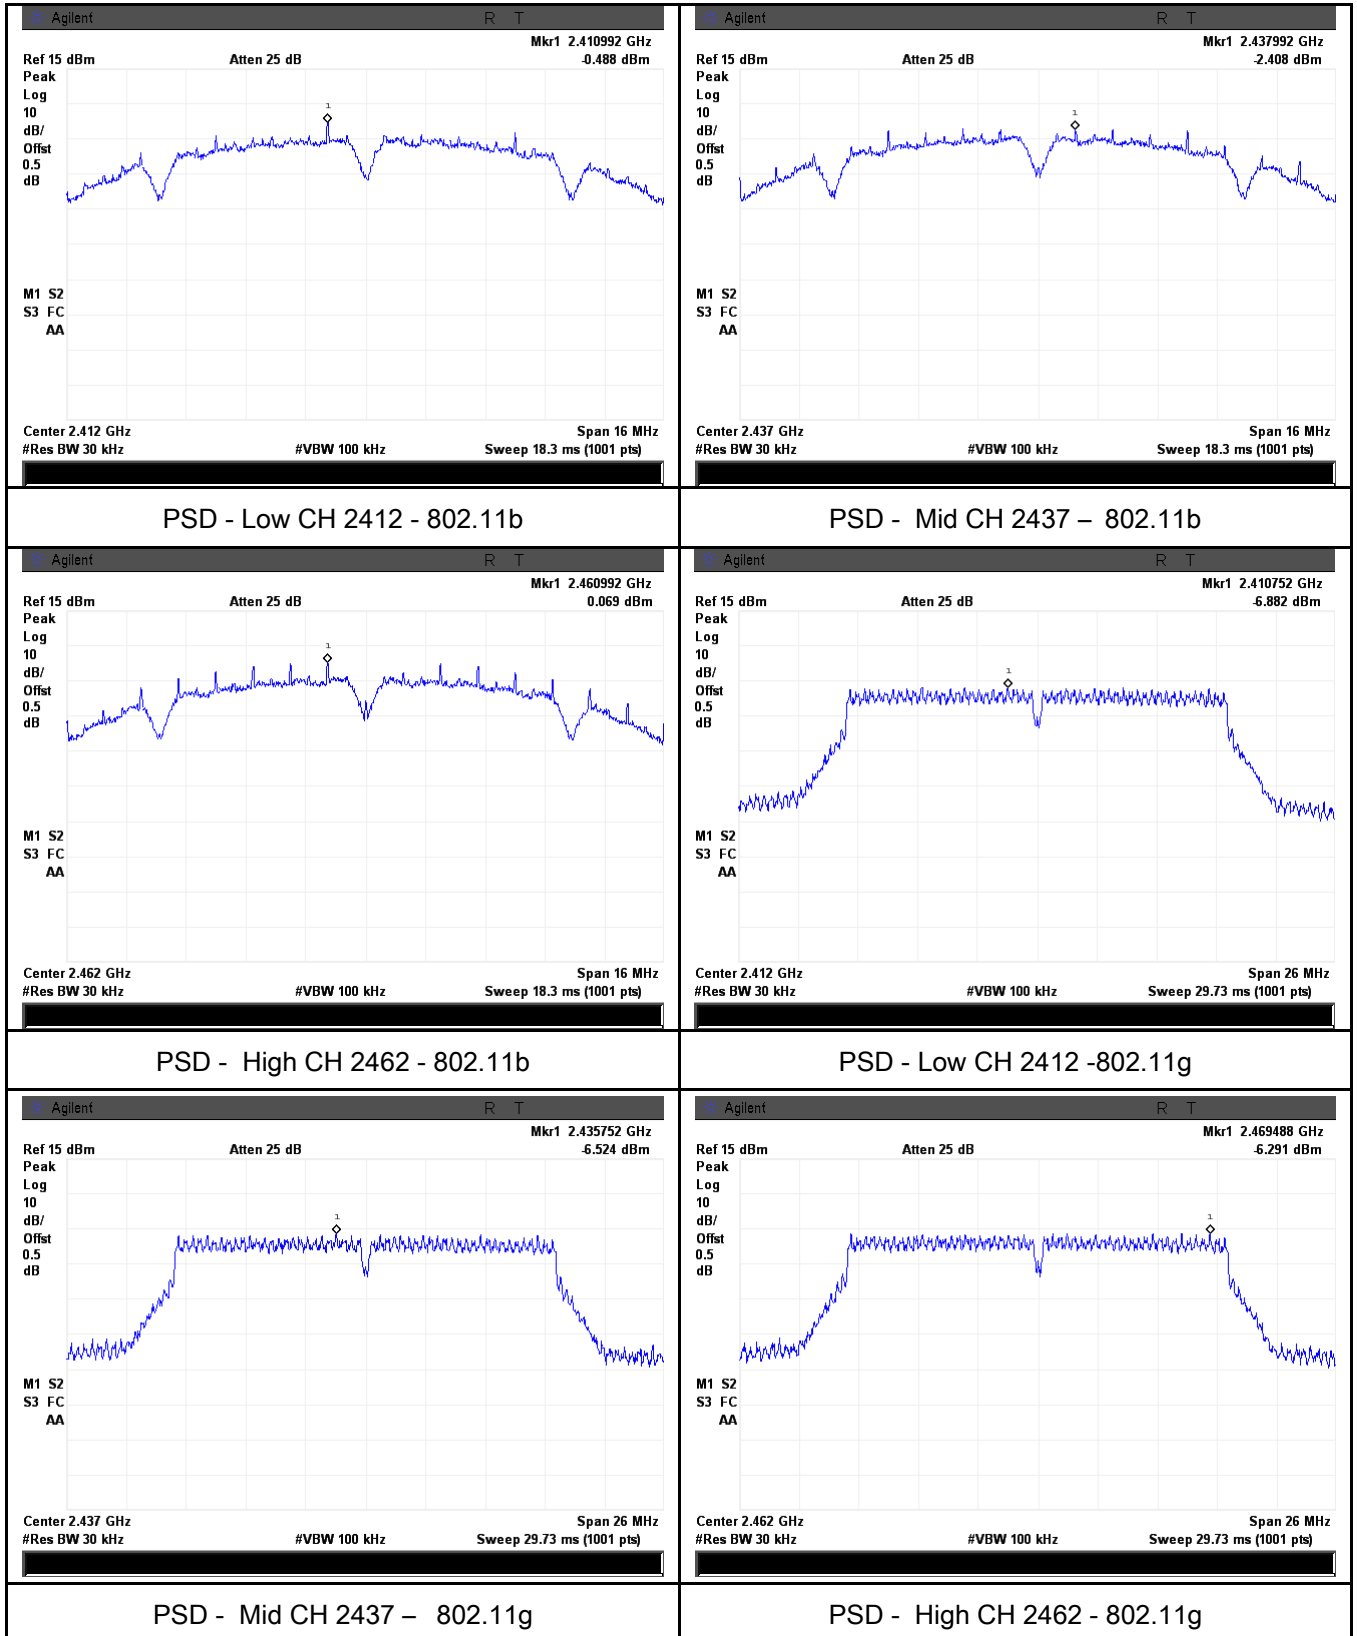 Agilent R T
Mkr1 2.410992 GHz
Ref 15 dBm Atten 25 dB -0.488 dBm
Peak
Log
10
dB/
Offst
0.5
dB
1
M1 S2
S3 FC
AA
Center 2.412 GHz Span 16 MHz
#Res BW 30 kHz #VBW 100 kHz Sweep 18.3 ms (1001 pts)
PSD - Low CH 2412 - 802.11b
Agilent R T
Mkr1 2.437992 GHz
Ref 15 dBm Atten 25 dB -2.408 dBm
Peak
Log
10
dB/
Offst
0.5
dB
1
M1 S2
S3 FC
AA
Center 2.437 GHz Span 16 MHz
#Res BW 30 kHz #VBW 100 kHz Sweep 18.3 ms (1001 pts)
PSD - Mid CH 2437 – 802.11b
Agilent R T
Mkr1 2.460992 GHz
Ref 15 dBm Atten 25 dB 0.069 dBm
Peak
Log
10
dB/
Offst
0.5
dB
1
M1 S2
S3 FC
AA
Center 2.462 GHz Span 16 MHz
#Res BW 30 kHz #VBW 100 kHz Sweep 18.3 ms (1001 pts)
PSD - High CH 2462 - 802.11b
Agilent R T
Mkr1 2.410752 GHz
Ref 15 dBm Atten 25 dB -6.882 dBm
Peak
Log
10
dB/
Offst
0.5
dB
1
M1 S2
S3 FC
AA
Center 2.412 GHz Span 26 MHz
#Res BW 30 kHz #VBW 100 kHz Sweep 29.73 ms (1001 pts)
PSD - Low CH 2412 -802.11g
Agilent R T
Mkr1 2.435752 GHz
Ref 15 dBm Atten 25 dB -6.524 dBm
Peak
Log
10
dB/
Offst
0.5
dB
1
M1 S2
S3 FC
AA
Center 2.437 GHz Span 26 MHz
#Res BW 30 kHz #VBW 100 kHz Sweep 29.73 ms (1001 pts)
PSD - Mid CH 2437 – 802.11g
Agilent R T
Mkr1 2.469488 GHz
Ref 15 dBm Atten 25 dB -6.291 dBm
Peak
Log
10
dB/
Offst
0.5
dB
1
M1 S2
S3 FC
AA
Center 2.462 GHz Span 26 MHz
#Res BW 30 kHz #VBW 100 kHz Sweep 29.73 ms (1001 pts)
PSD - High CH 2462 - 802.11g